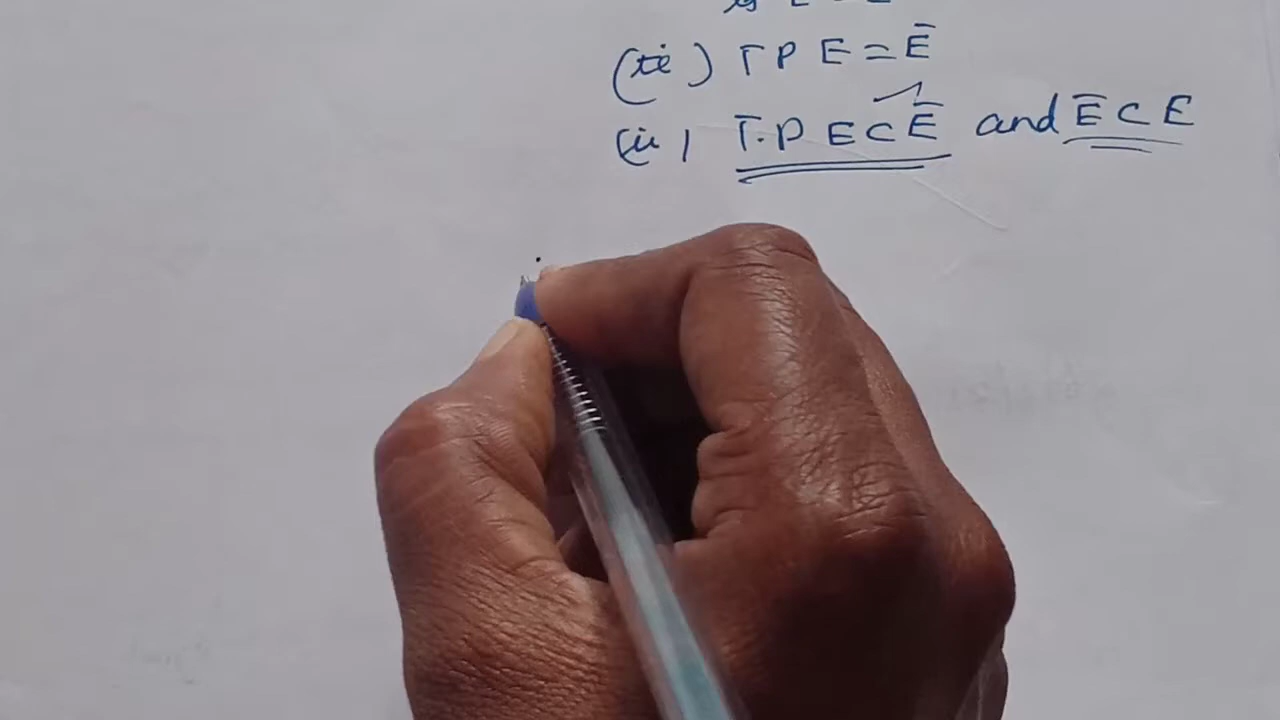 (iii) T P E = Ē
(ii) T.P E ⊂ Ē and Ē ⊂ E